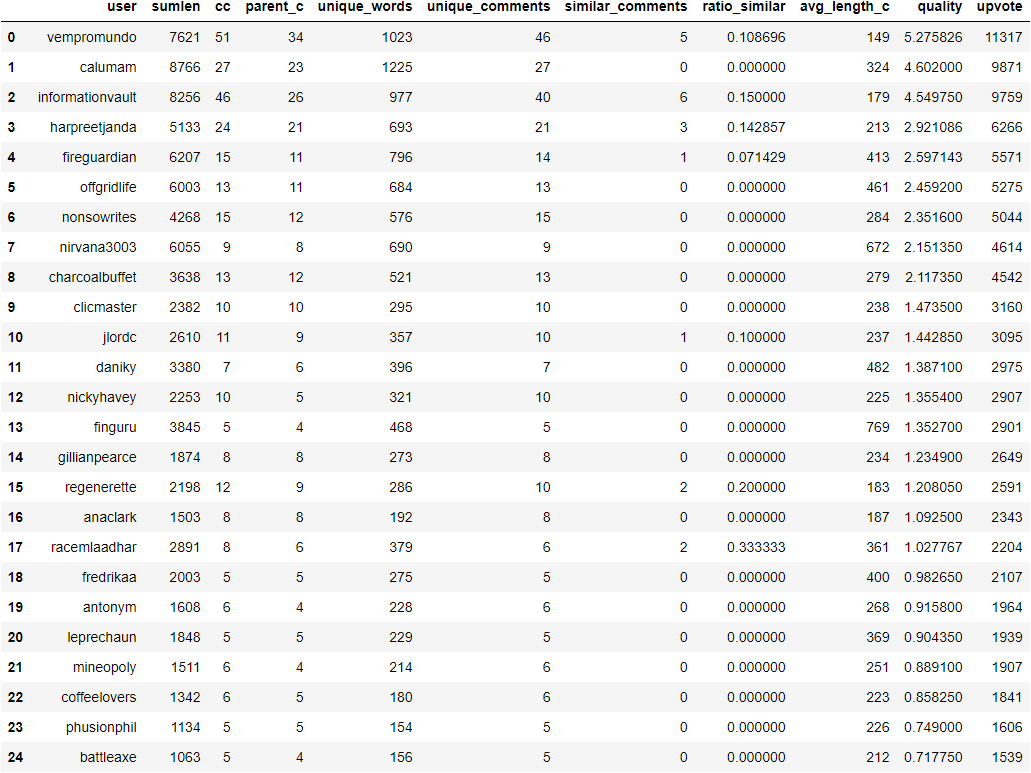 user sumlen cc parent_c unique_words unique_comments similar_comments ratio_similar avg_length_c quality upvote
0 vempromundo 7621 51 34 1023 46 5 0.108696 149 5.275826 11317
1 calumam 8766 27 23 1225 27 0 0.000000 324 4.602000 9871
2 informationvault 8256 46 26 977 40 6 0.150000 179 4.549750 9759
3 harpreetjanda 5133 24 21 693 21 3 0.142857 213 2.921086 6266
4 fireguardian 6207 15 11 796 14 1 0.071429 413 2.597143 5571
5 offgridlife 6003 13 11 684 13 0 0.000000 461 2.459200 5275
6 nonsowrites 4268 15 12 576 15 0 0.000000 284 2.351600 5044
7 nirvana3003 6055 9 8 690 9 0 0.000000 672 2.151350 4614
8 charcoalbuffet 3638 13 12 521 13 0 0.000000 279 2.117350 4542
9 clicmaster 2382 10 10 295 10 0 0.000000 238 1.473500 3160
10 jlordc 2610 11 9 357 10 1 0.100000 237 1.442850 3095
11 daniky 3380 7 6 396 7 0 0.000000 482 1.387100 2975
12 nickyhavey 2253 10 5 321 10 0 0.000000 225 1.355400 2907
13 finguru 3845 5 4 468 5 0 0.000000 769 1.352700 2901
14 gillianpearce 1874 8 8 273 8 0 0.000000 234 1.234900 2649
15 regenerette 2198 12 9 286 10 2 0.200000 183 1.208050 2591
16 anaclark 1503 8 8 192 8 0 0.000000 187 1.092500 2343
17 racemlaadhar 2891 8 6 379 6 2 0.333333 361 1.027767 2204
18 fredrikaa 2003 5 5 275 5 0 0.000000 400 0.982650 2107
19 antonym 1608 6 4 228 6 0 0.000000 268 0.915800 1964
20 leprechaun 1848 5 5 229 5 0 0.000000 369 0.904350 1939
21 mineopoly 1511 6 4 214 6 0 0.000000 251 0.889100 1907
22 coffeelovers 1342 6 5 180 6 0 0.000000 223 0.858250 1841
23 phusionphil 1134 5 5 154 5 0 0.000000 226 0.749000 1606
24 battleaxe 1063 5 4 156 5 0 0.000000 212 0.717750 1539